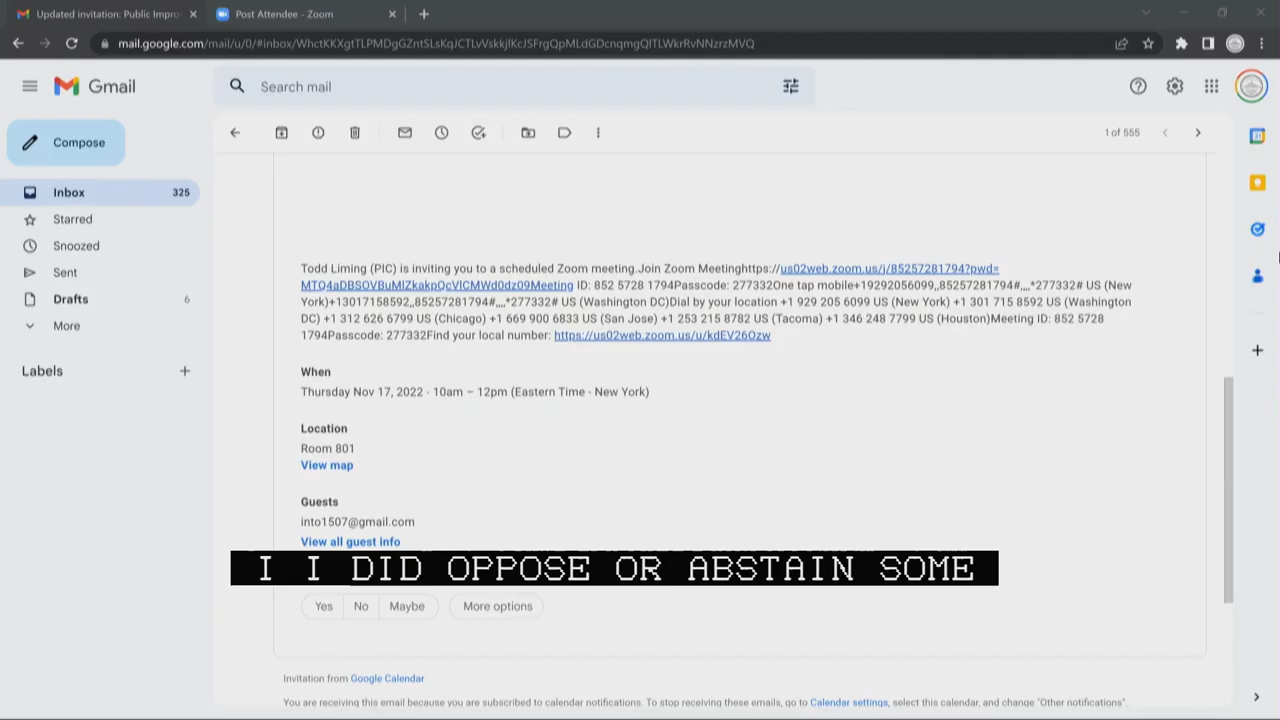 Updated invitation: Public Impro
Post Attendee - Zoom
mail.google.com/mail/u/0/#inbox/WhctKKXgtTLPMDgGZntSLsKqJCTLvVskkjlKcJSFrgQpMLdGDcnqmgQlTLWkrRvNNzrzMVQ
Gmail
Search mail
Compose
1 of 555
Inbox 325
Starred
Snoozed
Sent
Drafts 6
More
Labels
Todd Liming (PIC) is inviting you to a scheduled Zoom meeting.Join Zoom Meetinghttps://us02web.zoom.us/j/85257281794?pwd=
MTQ4aDBSOVBuMlZkakpQcVlCMWd0dz09Meeting ID: 852 5728 1794Passcode: 277332One tap mobile+19292056099,,85257281794#,,,,*277332# US (New
York)+13017158592,,85257281794#,,,,*277332# US (Washington DC)Dial by your location +1 929 205 6099 US (New York) +1 301 715 8592 US (Washington
DC) +1 312 626 6799 US (Chicago) +1 669 900 6833 US (San Jose) +1 253 215 8782 US (Tacoma) +1 346 248 7799 US (Houston)Meeting ID: 852 5728
1794Passcode: 277332Find your local number: https://us02web.zoom.us/u/kdEV26Ozw
When
Thursday Nov 17, 2022 · 10am – 12pm (Eastern Time - New York)
Location
Room 801
View map
Guests
into1507@gmail.com
View all guest info
I I DID OPPOSE OR ABSTAIN SOME
Yes No Maybe More options
Invitation from Google Calendar
You are receiving this email because you are subscribed to calendar notifications. To stop receiving these emails, go to Calendar settings, select this calendar, and change "Other notifications".